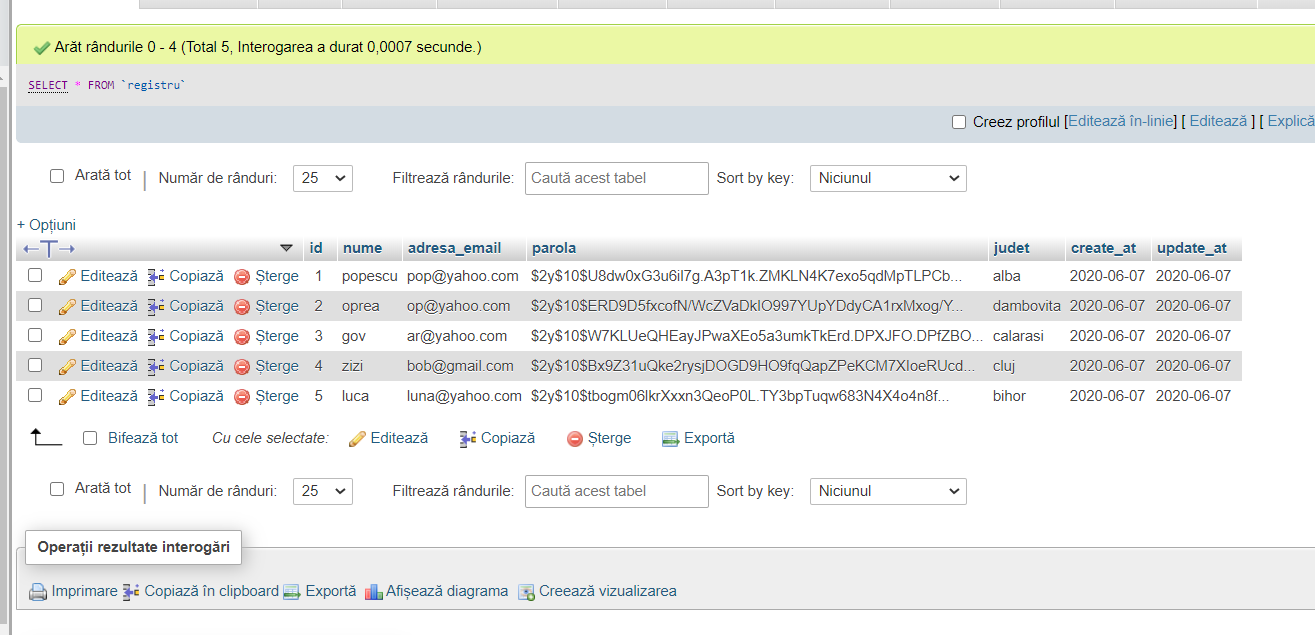 Arăt rândurile 0 - 4 (Total 5, Interogarea a durat 0,0007 secunde.)
SELECT * FROM `registru`
Creez profilul [Editează în-linie] [ Editează ] [ Explică
Arată tot | Număr de rânduri: 25 Filtrează rândurile: Caută acest tabel Sort by key: Niciunul
+ Opțiuni
←T→ id nume adresa_email parola judet create_at update_at
Editează Copiază Șterge 1 popescu pop@yahoo.com $2y$10$U8dw0xG3u6il7g.A3pT1k.ZMKLN4K7exo5qdMpTLPCb... alba 2020-06-07 2020-06-07
Editează Copiază Șterge 2 oprea op@yahoo.com $2y$10$ERD9D5fxcofN/WcZVaDkIO997YUpYDdyCA1rxMxog/Y... dambovita 2020-06-07 2020-06-07
Editează Copiază Șterge 3 gov ar@yahoo.com $2y$10$W7KLUeQHEayJPwaXEo5a3umkTkErd.DPXJFO.DPfZBO... calarasi 2020-06-07 2020-06-07
Editează Copiază Șterge 4 zizi bob@gmail.com $2y$10$Bx9Z31uQke2rysjDOGD9HO9fqQapZPeKCM7XIoeRUcd... cluj 2020-06-07 2020-06-07
Editează Copiază Șterge 5 luca luna@yahoo.com $2y$10$tbogm06lkrXxxn3QeoP0L.TY3bpTuqw683N4X4o4n8f... bihor 2020-06-07 2020-06-07
Bifează tot Cu cele selectate: Editează Copiază Șterge Exportă
Arată tot | Număr de rânduri: 25 Filtrează rândurile: Caută acest tabel Sort by key: Niciunul
Operații rezultate interogări
Imprimare Copiază în clipboard Exportă Afișează diagrama Creează vizualizarea